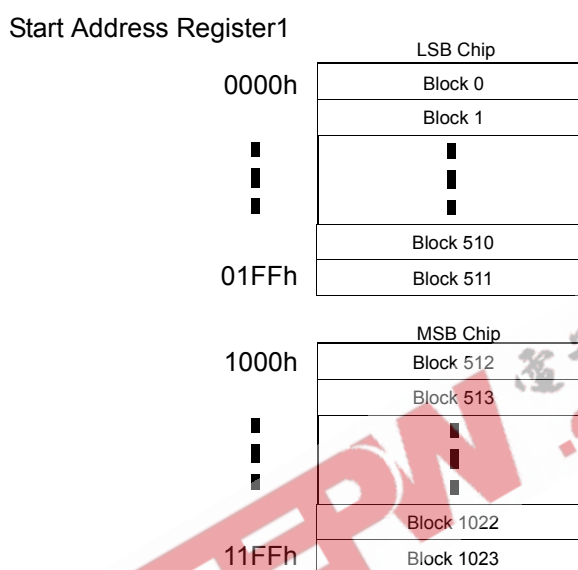 Start Address Register1
LSB Chip
0000h Block 0
Block 1
Block 510
01FFh Block 511
MSB Chip
1000h Block 512
Block 513
Block 1022
11FFh Block 1023